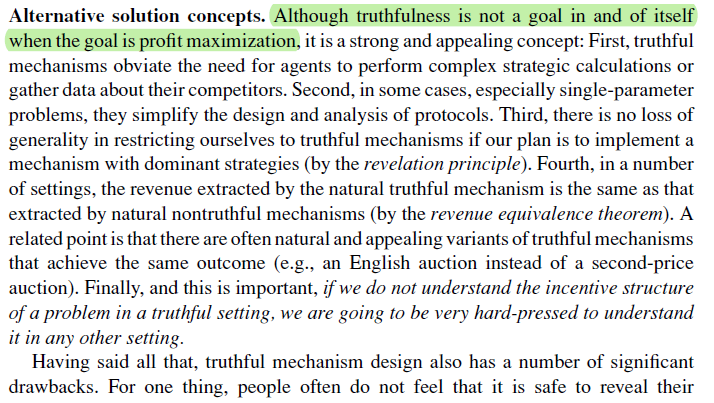 Alternative solution concepts. Although truthfulness is not a goal in and of itself
when the goal is profit maximization, it is a strong and appealing concept: First, truthful
mechanisms obviate the need for agents to perform complex strategic calculations or
gather data about their competitors. Second, in some cases, especially single-parameter
problems, they simplify the design and analysis of protocols. Third, there is no loss of
generality in restricting ourselves to truthful mechanisms if our plan is to implement a
mechanism with dominant strategies (by the revelation principle). Fourth, in a number
of settings, the revenue extracted by the natural truthful mechanism is the same as that
extracted by natural nontruthful mechanisms (by the revenue equivalence theorem). A
related point is that there are often natural and appealing variants of truthful mechanisms
that achieve the same outcome (e.g., an English auction instead of a second-price
auction). Finally, and this is important, if we do not understand the incentive structure
of a problem in a truthful setting, we are going to be very hard-pressed to understand
it in any other setting.
Having said all that, truthful mechanism design also has a number of significant
drawbacks. For one thing, people often do not feel that it is safe to reveal their